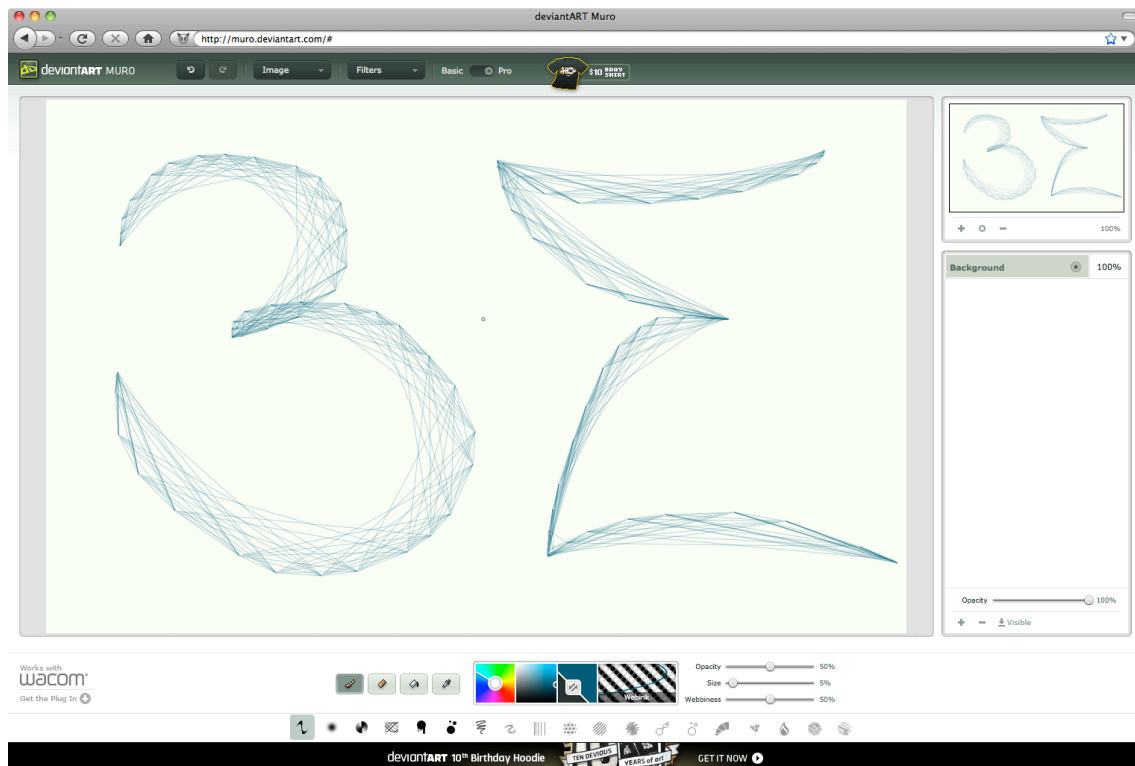 deviantART Muro
http://muro.deviantart.com/#
deviantART MURO Image Filters Basic Pro HD $10 BDAY SHIRT
3Σ
100%
Background 100%
Opacity 100%
Visible
Works with
wacom
Get the Plug In
Webink
Opacity 50%
Size 5%
Webbiness 50%
deviantART 10th Birthday Hoodie TEN DEVIOUS YEARS of art GET IT NOW